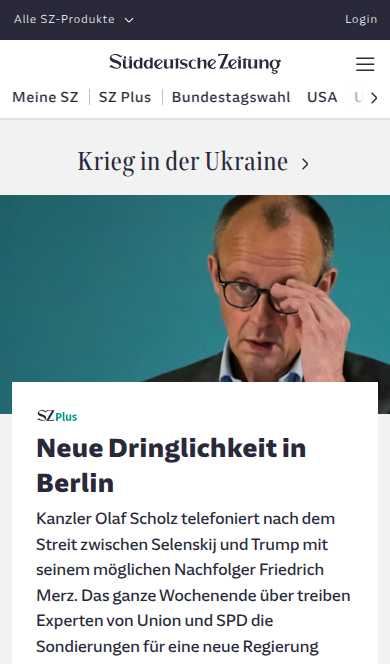 Alle SZ-Produkte
Login
Süddeutsche Zeitung
Meine SZ
SZ Plus
Bundestagswahl
USA
Krieg in der Ukraine
SZ Plus
Neue Dringlichkeit in
Berlin
Kanzler Olaf Scholz telefoniert nach dem
Streit zwischen Selenskij und Trump mit
seinem möglichen Nachfolger Friedrich
Merz. Das ganze Wochenende über treiben
Experten von Union und SPD die
Sondierungen für eine neue Regierung